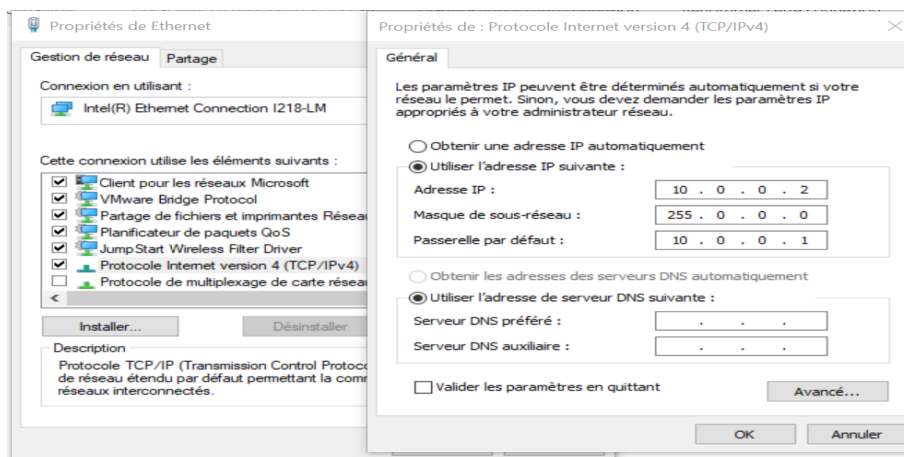 Propriétés de Ethernet
Gestion de réseau
Partage
Connexion en utilisant :
Intel(R) Ethernet Connection I218-LM
Cette connexion utilise les éléments suivants :
Client pour les réseaux Microsoft
VMware Bridge Protocol
Partage de fichiers et imprimantes Résea
Planificateur de paquets QoS
JumpStart Wireless Filter Driver
Protocole Internet version 4 (TCP/IPv4)
Protocole de multiplexage de carte réseau
Installer...
Désinstaller
Description
Protocole TCP/IP (Transmission Control Protoco
de réseau étendu par défaut permettant la comm
réseaux interconnectés.
Propriétés de : Protocole Internet version 4 (TCP/IPv4)
Général
Les paramètres IP peuvent être déterminés automatiquement si votre
réseau le permet. Sinon, vous devez demander les paramètres IP
appropriés à votre administrateur réseau.
Obtenir une adresse IP automatiquement
Utiliser l'adresse IP suivante :
Adresse IP : 10 . 0 . 0 . 2
Masque de sous-réseau : 255 . 0 . 0 . 0
Passerelle par défaut : 10 . 0 . 0 . 1
Obtenir les adresses des serveurs DNS automatiquement
Utiliser l'adresse de serveur DNS suivante :
Serveur DNS préféré : . . .
Serveur DNS auxiliaire : . . .
Valider les paramètres en quittant
Avancé...
OK
Annuler